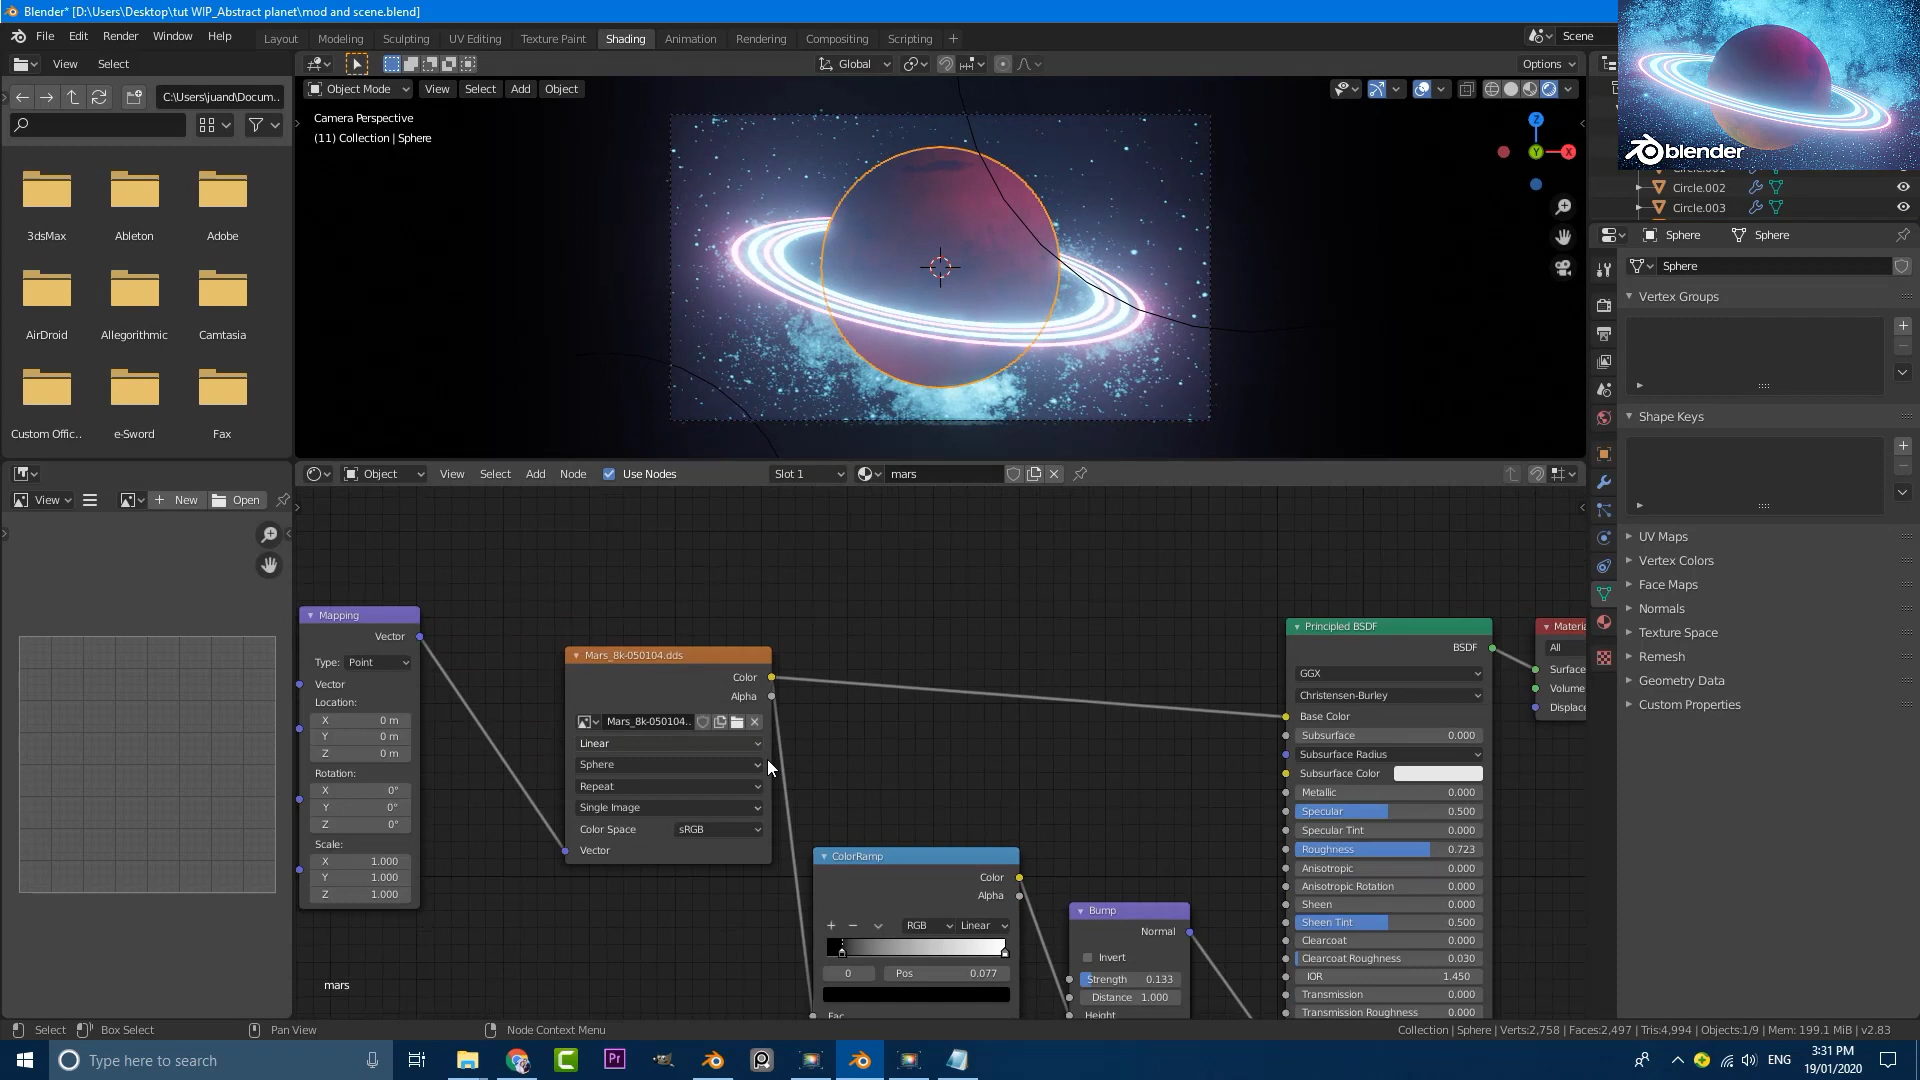 Blender* [D:\Users\Desktop\tut WIP_Abstract planet\mod and scene.blend]
File Edit Render Window Help
Layout Modeling Sculpting UV Editing Texture Paint Shading Animation Rendering Compositing Scripting +
Scene
View Select
Global
Options
C:\Users\juand\Docum..
Object Mode View Select Add Object
Camera Perspective
(11) Collection | Sphere
Z
Y
X
blender
Circle.002
Circle.003
3dsMax Ableton Adobe
AirDroid Allegorithmic Camtasia
Custom Offic.. e-Sword Fax
Sphere Sphere
Sphere
Vertex Groups
Shape Keys
UV Maps
Vertex Colors
Face Maps
Normals
Texture Space
Remesh
Geometry Data
Custom Properties
View New Open
Object View Select Add Node Use Nodes Slot 1 mars
Mapping
Vector
Type: Point
Vector
Location:
X 0 m
Y 0 m
Z 0 m
Rotation:
X 0°
Y 0°
Z 0°
Scale:
X 1.000
Y 1.000
Z 1.000
Mars_8k-050104.dds
Color
Alpha
Mars_8k-050104..
Linear
Sphere
Repeat
Single Image
Color Space sRGB
Vector
ColorRamp
Color
Alpha
RGB Linear
0 Pos 0.077
Fac
Bump
Normal
Invert
Strength 0.133
Distance 1.000
Height
Principled BSDF
BSDF
GGX
Christensen-Burley
Base Color
Subsurface 0.000
Subsurface Radius
Subsurface Color
Metallic 0.000
Specular 0.500
Specular Tint 0.000
Roughness 0.723
Anisotropic 0.000
Anisotropic Rotation 0.000
Sheen 0.000
Sheen Tint 0.500
Clearcoat 0.000
Clearcoat Roughness 0.030
IOR 1.450
Transmission 0.000
Transmission Roughness 0.000
Materia
All
Surface
Volume
Displace
mars
Select Box Select Pan View Node Context Menu
Collection | Sphere | Verts:2,758 | Faces:2,497 | Tris:4,994 | Objects:1/9 | Mem: 199.1 MiB | v2.83
Type here to search
ENG
3:31 PM
19/01/2020